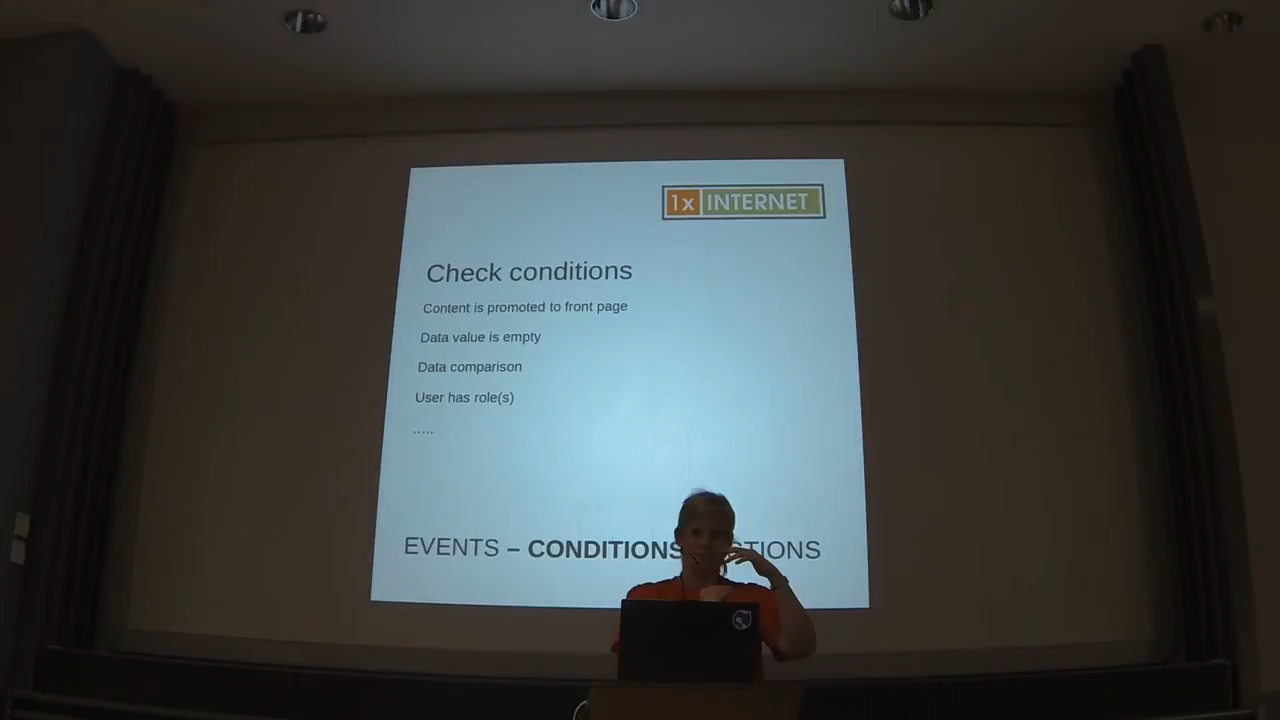 1x INTERNET
Check conditions
Content is promoted to front page
Data value is empty
Data comparison
User has role(s)
.....
EVENTS – CONDITIONS TIONS